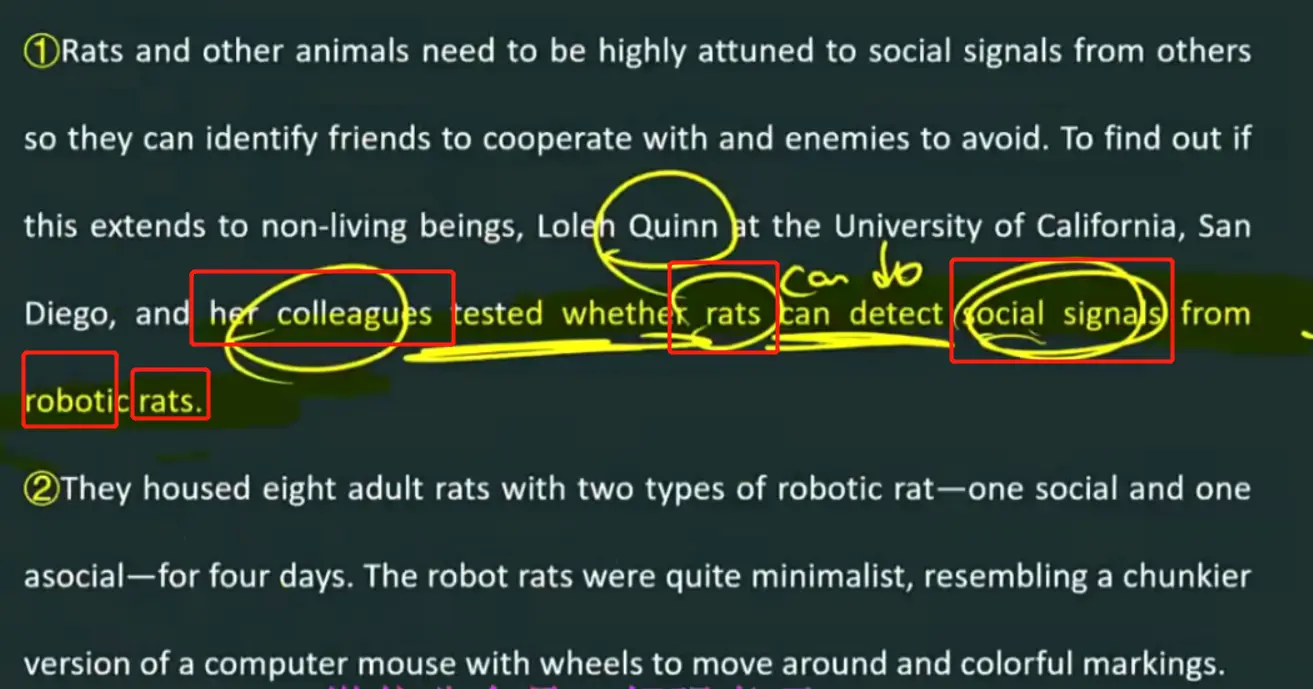 ①Rats and other animals need to be highly attuned to social signals from others
so they can identify friends to cooperate with and enemies to avoid. To find out if
this extends to non-living beings, Loleh Quinn at the University of California, San
can do
Diego, and her colleagues tested whether rats can detect social signals from
robotic rats.
②They housed eight adult rats with two types of robotic rat—one social and one
asocial—for four days. The robot rats were quite minimalist, resembling a chunkier
version of a computer mouse with wheels to move around and colorful markings.